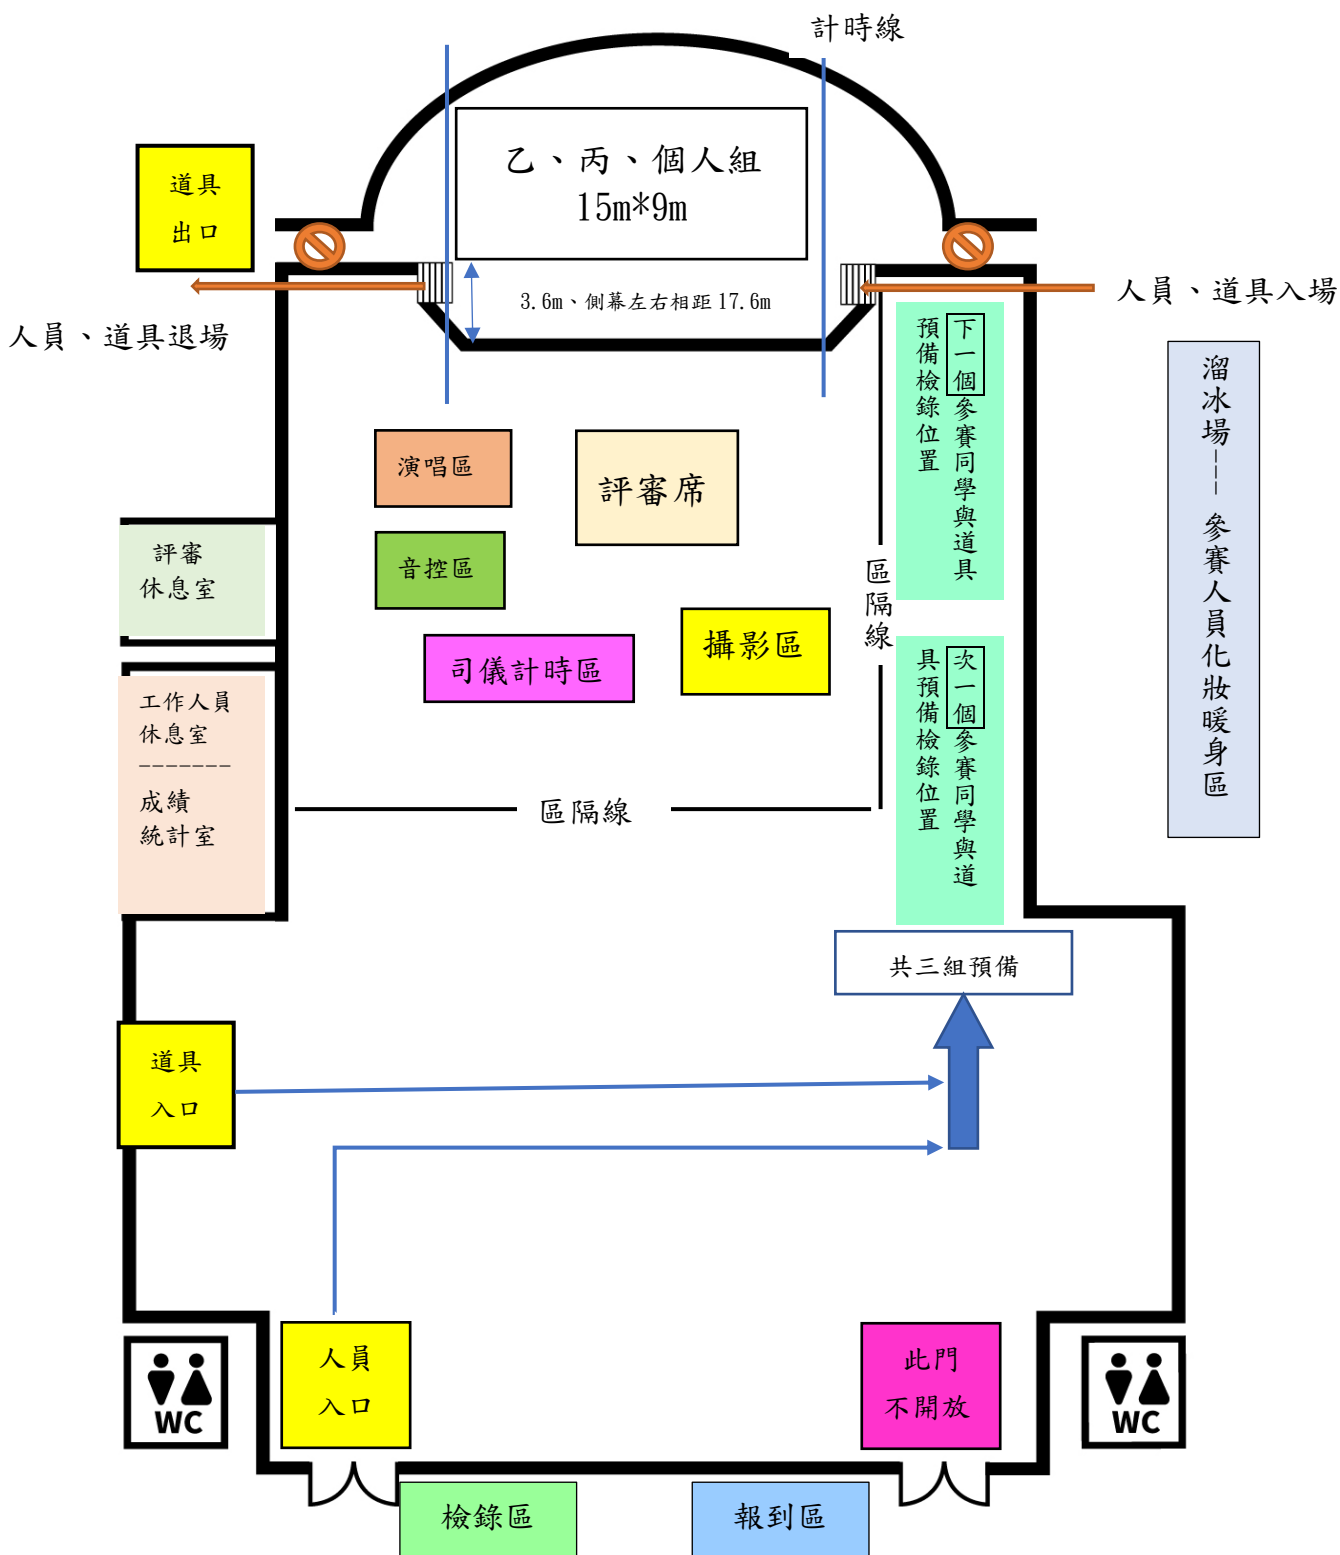 計時線
乙、丙、個人組
15m*9m
道具
出口
3.6m、側幕左右相距 17.6m
人員、道具入場
人員、道具退場
下一個參賽同學與道具
預備檢錄位置
溜冰場--- 參賽人員化妝暖身區
演唱區
評審席
音控區
評審
休息室
區隔線
攝影區
司儀計時區
次一個參賽同學與道
具預備檢錄位置
工作人員
休息室
-------
成績
統計室
區隔線
共三組預備
道具
入口
人員
入口
此門
不開放
WC
WC
檢錄區
報到區